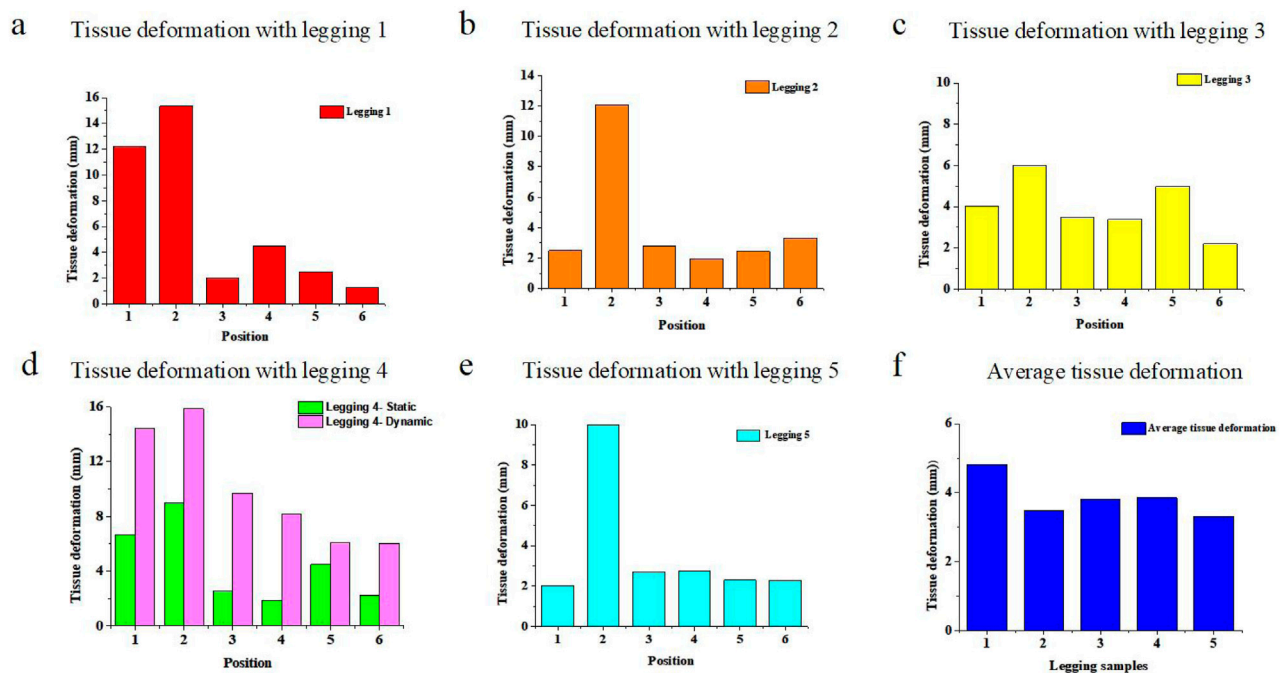 a
Tissue deformation with legging 1
Legging 1
Tissue deformation (mm)
16
14
12
10
8
6
4
2
0
1 2 3 4 5 6
Position
b
Tissue deformation with legging 2
Legging 2
Tissue deformation (mm)
14
12
10
8
6
4
2
0
1 2 3 4 5 6
Position
c
Tissue deformation with legging 3
Legging 3
Tissue deformation (mm)
10
8
6
4
2
0
1 2 3 4 5 6
Position
d
Tissue deformation with legging 4
Legging 4- Static
Legging 4- Dynamic
Tissue deformation (mm)
16
12
8
4
0
1 2 3 4 5 6
Position
e
Tissue deformation with legging 5
Legging 5
Tissue deformation (mm)
10
8
6
4
2
0
1 2 3 4 5 6
Position
f
Average tissue deformation
Average tissue deformation
Tissue deformation (mm))
6
4
2
0
1 2 3 4 5
Legging samples